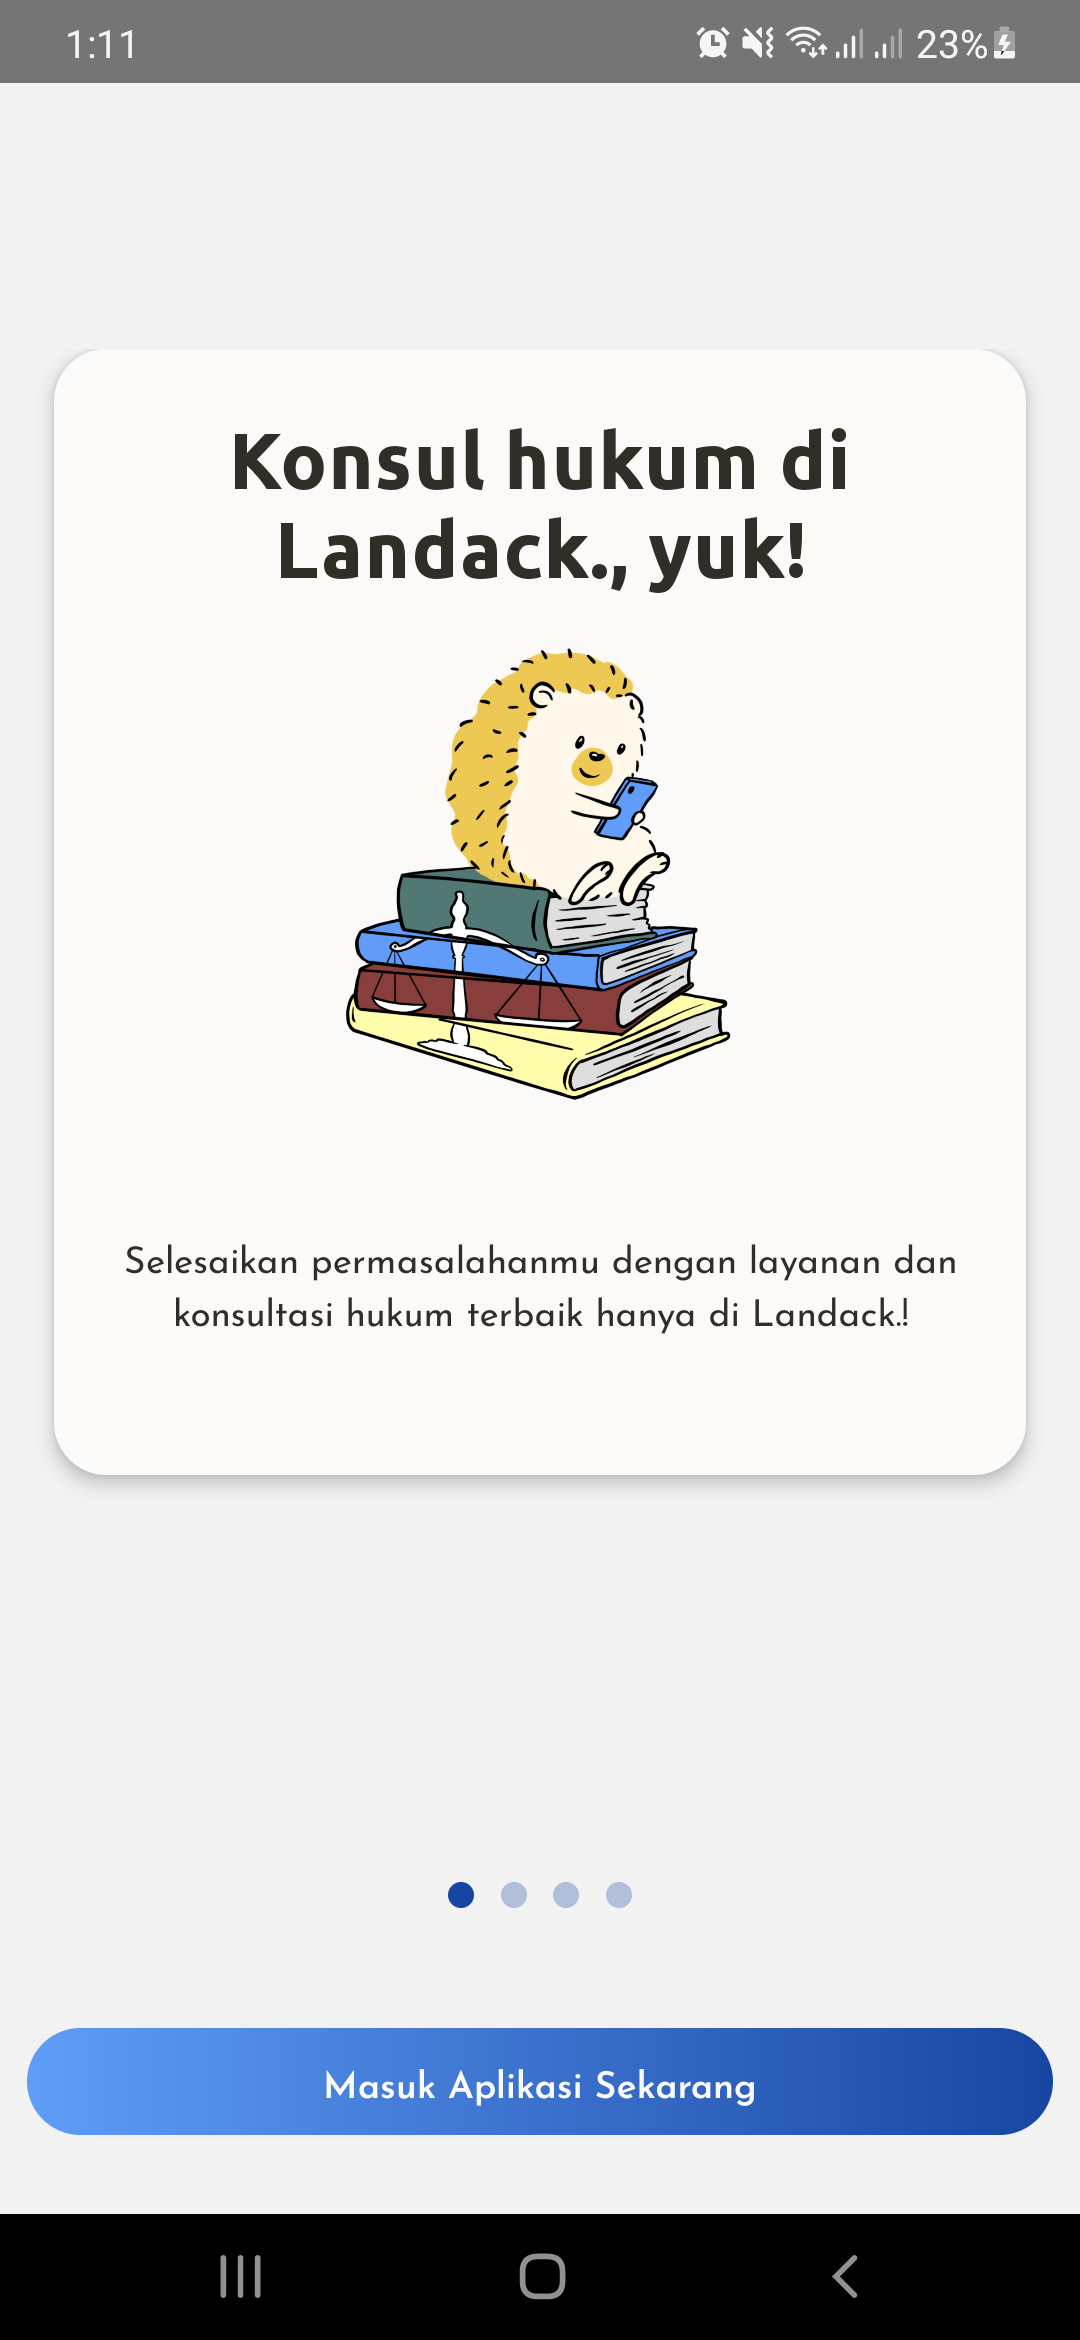 1:11
23%
Konsul hukum di
Landack., yuk!
Selesaikan permasalahanmu dengan layanan dan
konsultasi hukum terbaik hanya di Landack.!
Masuk Aplikasi Sekarang